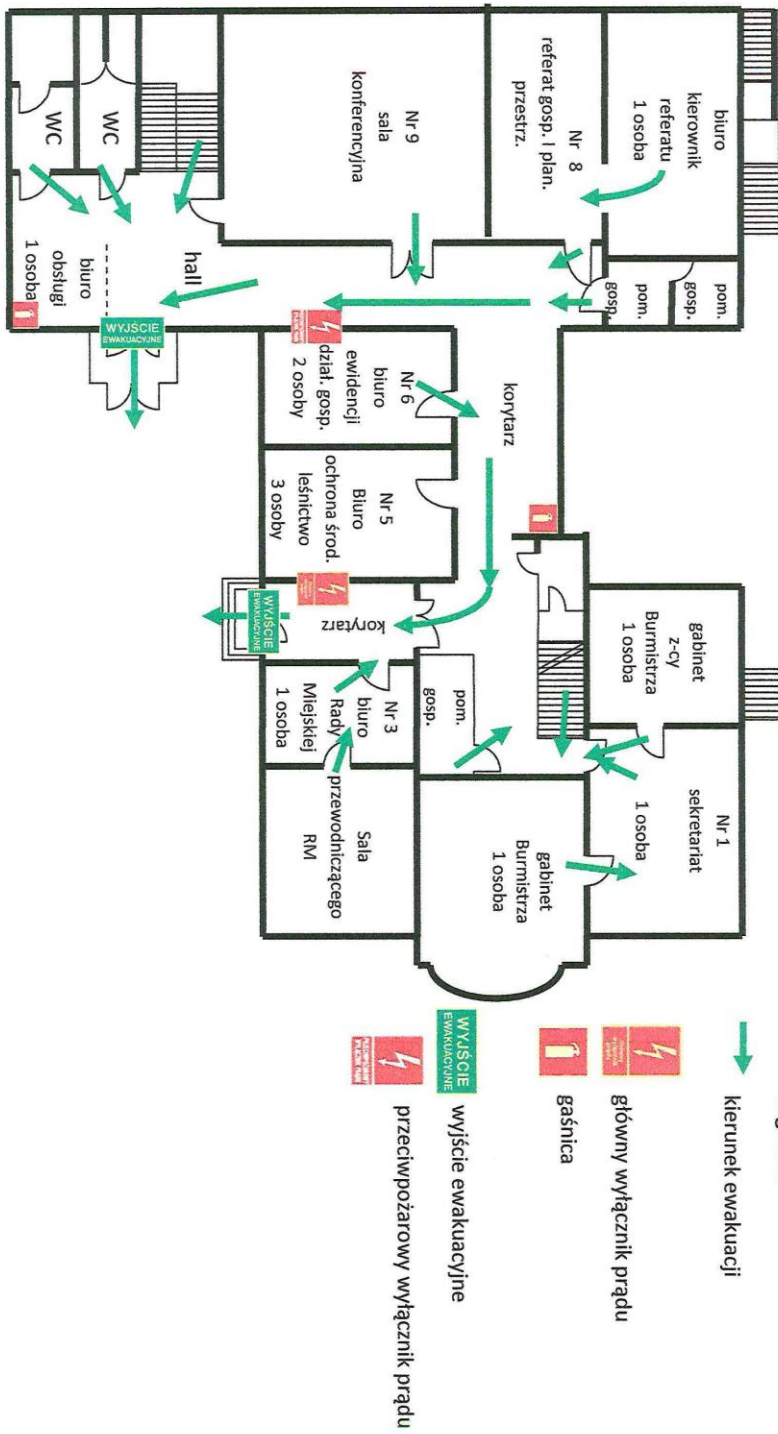 biuro
kierownik
referatu
1 osoba
Nr 8
referat gosp. I plan.
przestrz.
Nr 9
sala
konferencyjna
WC
WC
pom.
gosp.
pom.
gosp.
hall
biuro
obsługi
1 osoba
WYJŚCIE
EWAKUACYJNE
Nr 6
biuro
ewidencji
dział. gosp.
2 osoby
korytarz
Nr 5
Biuro
ochrona środ.
leśnictwo
3 osoby
korytarz
WYJŚCIE
EWAKUACYJNE
Nr 3
biuro
Rady
Miejskiej
1 osoba
pom.
gosp.
Sala
przewodniczącego
RM
gabinet
z-cy
Burmistrza
1 osoba
Nr 1
sekretariat
1 osoba
gabinet
Burmistrza
1 osoba
kierunek ewakuacji
główny wyłącznik prądu
gaśnica
WYJŚCIE
EWAKUACYJNE
wyjście ewakuacyjne
przeciwpożarowy wyłącznik prądu